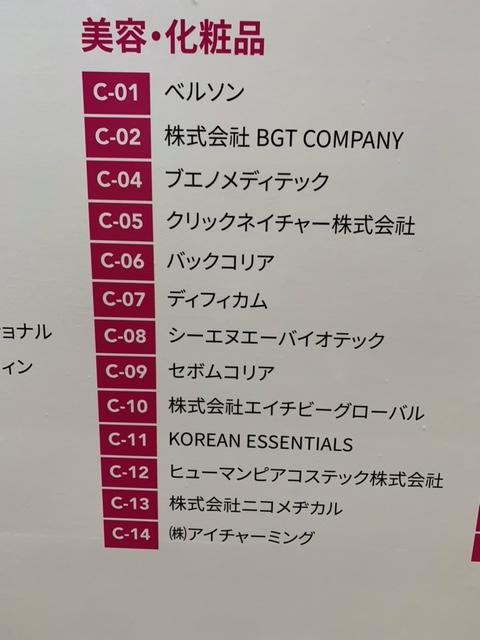 美容・化粧品
C-01 ベルソン
C-02 株式会社 BGT COMPANY
C-04 ブエノメディテック
C-05 クリックネイチャー株式会社
C-06 バックコリア
C-07 ディフィカム
ョナル
C-08 シーエヌエーバイオテック
ィン
C-09 セボムコリア
C-10 株式会社エイチビーグローバル
C-11 KOREAN ESSENTIALS
C-12 ヒューマンピアコステック株式会社
C-13 株式会社ニコメヂカル
C-14 ㈱アイチャーミング